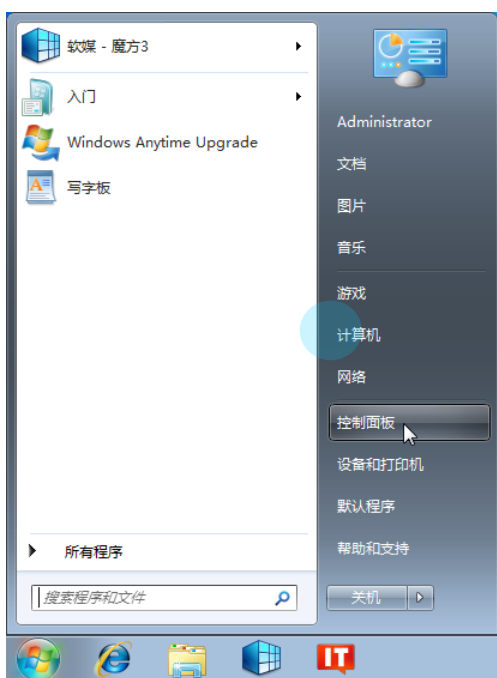 软媒 - 魔方3
入门
Windows Anytime Upgrade
写字板
所有程序
搜索程序和文件
Administrator
文档
图片
音乐
游戏
计算机
网络
控制面板
设备和打印机
默认程序
帮助和支持
关机
IT